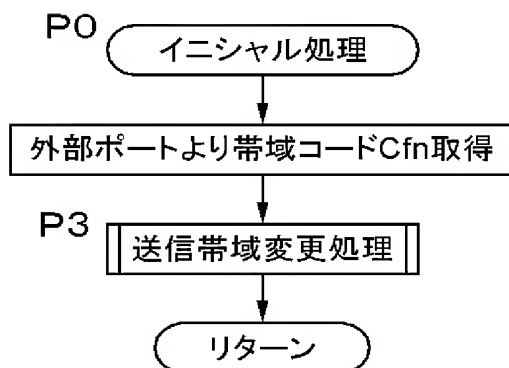 P0
イニシャル処理
外部ポートより帯域コードCfn取得
P3
送信帯域変更処理
リターン